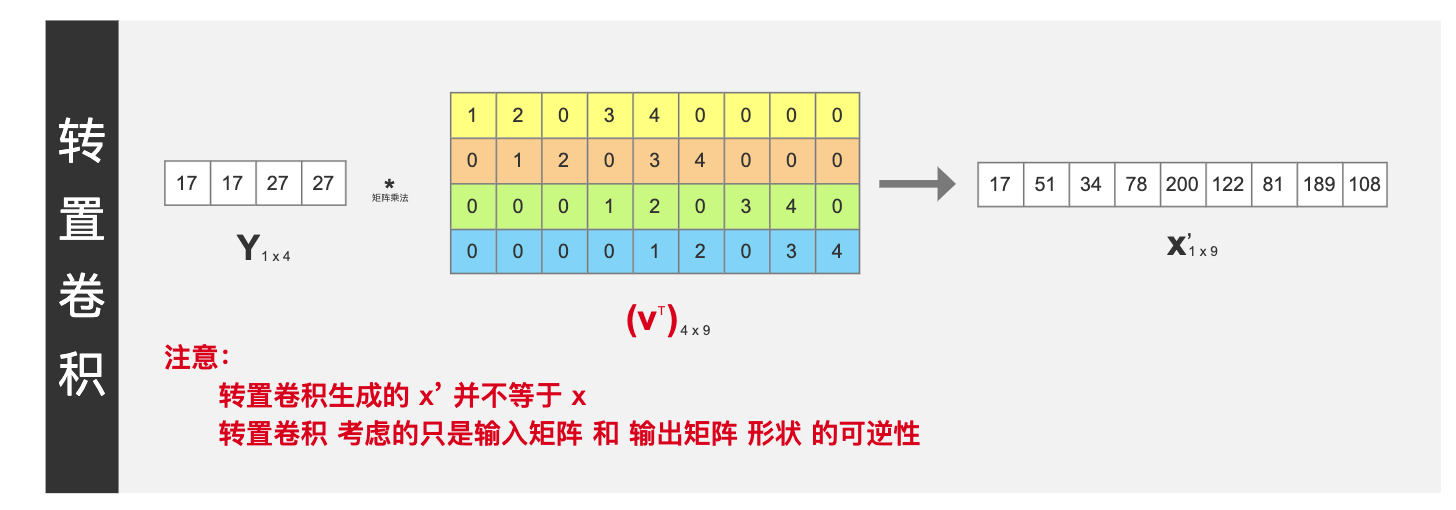 转置卷积
17 17 27 27
Y 1 x 4
*
矩阵乘法
1 2 0 3 4 0 0 0 0
0 1 2 0 3 4 0 0 0
0 0 0 1 2 0 3 4 0
0 0 0 0 1 2 0 3 4
(v^T) 4 x 9
17 51 34 78 200 122 81 189 108
x’ 1 x 9
注意：
转置卷积生成的 x’ 并不等于 x
转置卷积 考虑的只是输入矩阵 和 输出矩阵 形状 的可逆性